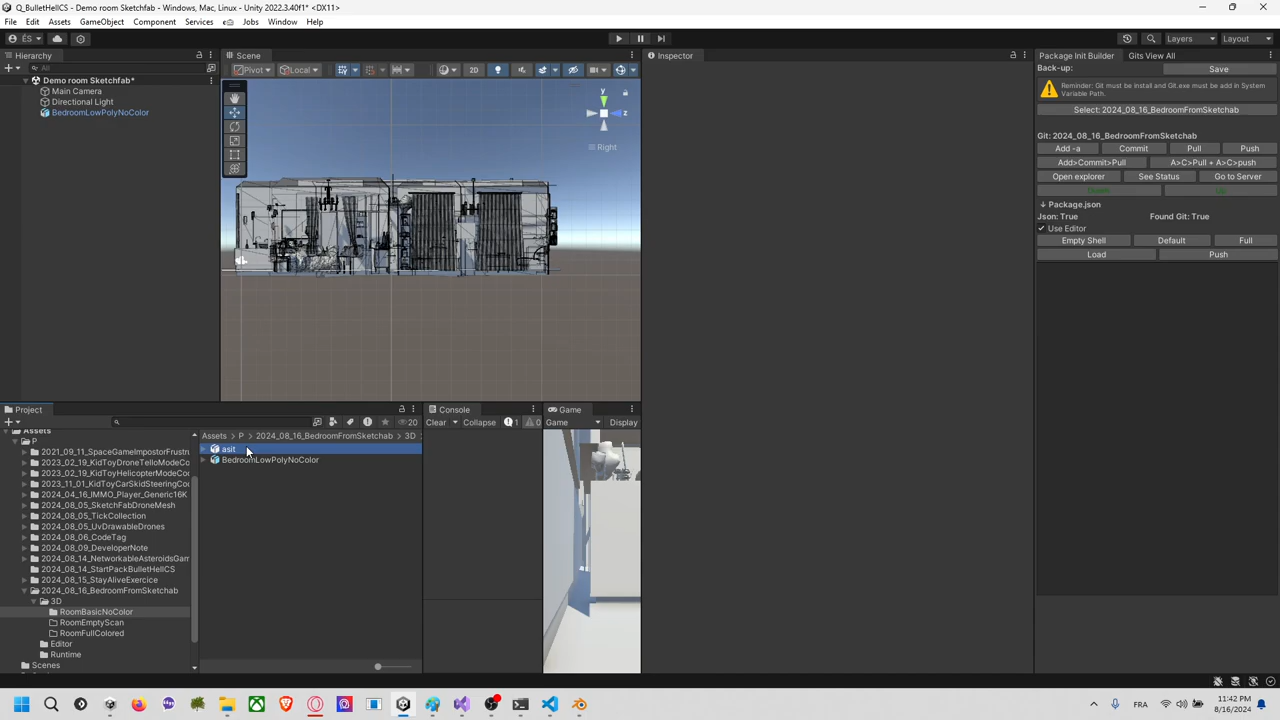 Q_BulletHellCS - Demo room Sketchfab - Windows, Mac, Linux - Unity 2022.3.40f1* <DX11>
File Edit Assets GameObject Component Services Jobs Window Help
ÉS Layers Layout
Hierarchy
All
Demo room Sketchfab*
Main Camera
Directional Light
BedroomLowPolyNoColor
Scene
Pivot Local 2D
y
z
Right
Inspector
Package Init Builder Gits View All
Back-up: Save
Reminder: Git must be install and Git.exe must be add in System
Variable Path.
Select: 2024_08_16_BedroomFromSketchab
Git: 2024_08_16_BedroomFromSketchab
Add -a Commit Pull Push
Add>Commit>Pull A>C>Pull + A>C>push
Open explorer See Status Go to Server
↓ Package.json
Json: True Found Git: True
Use Editor
Empty Shell Default Full
Load Push
Project
20
Assets
P
2021_09_11_SpaceGameImpostorFrustn
2023_02_19_KidToyDroneTelloModeCo
2023_02_19_KidToyHelicopterModeCo
2023_11_01_KidToyCarSkidSteeringCo
2024_04_16_IMMO_Player_Generic16K
2024_08_05_SketchFabDroneMesh
2024_08_05_TickCollection
2024_08_05_UvDrawableDrones
2024_08_06_CodeTag
2024_08_09_DeveloperNote
2024_08_14_NetworkableAsteroidsGam
2024_08_14_StartPackBulletHellCS
2024_08_15_StayAliveExercice
2024_08_16_BedroomFromSketchab
3D
RoomBasicNoColor
RoomEmptyScan
RoomFullColored
Editor
Runtime
Scenes
Assets > P > 2024_08_16_BedroomFromSketchab > 3D
asit
BedroomLowPolyNoColor
Console
Clear Collapse 1 0
Game
Game Display
FRA
11:42 PM
8/16/2024